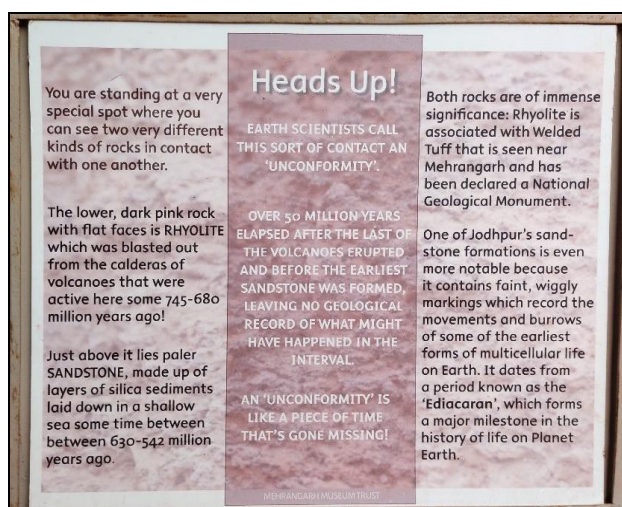 You are standing at a very
special spot where you
can see two very different
kinds of rocks in contact
with one another.
The lower, dark pink rock
with flat faces is RHYOLITE
which was blasted out
from the calderas of
volcanoes that were
active here some 745-680
million years ago!
Just above it lies paler
SANDSTONE, made up of
layers of silica sediments
laid down in a shallow
sea some time between
between 630-542 million
years ago.
Heads Up!
EARTH SCIENTISTS CALL
THIS SORT OF CONTACT AN
‘UNCONFORMITY’.
OVER 50 MILLION YEARS
ELAPSED AFTER THE LAST OF
THE VOLCANOES ERUPTED
AND BEFORE THE EARLIEST
SANDSTONE WAS FORMED,
LEAVING NO GEOLOGICAL
RECORD OF WHAT MIGHT
HAVE HAPPENED IN THE
INTERVAL.
AN ‘UNCONFORMITY’ IS
LIKE A PIECE OF TIME
THAT’S GONE MISSING!
MEHRANGARH MUSEUM TRUST
Both rocks are of immense
significance: Rhyolite is
associated with Welded
Tuff that is seen near
Mehrangarh and has
been declared a National
Geological Monument.
One of Jodhpur’s sand-
stone formations is even
more notable because
it contains faint, wiggly
markings which record the
movements and burrows
of some of the earliest
forms of multicellular life
on Earth. It dates from
a period known as the
‘Ediacaran’, which forms
a major milestone in the
history of life on Planet
Earth.